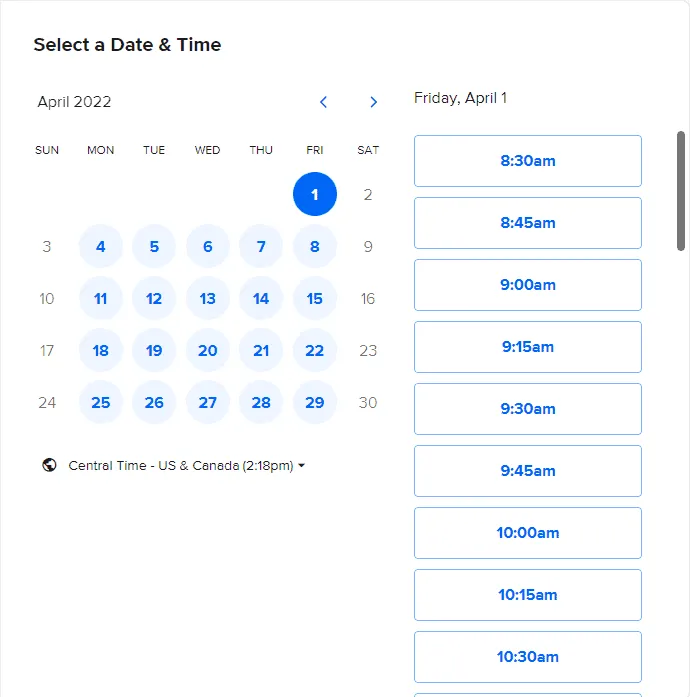 Select a Date & Time
April 2022
SUN MON TUE WED THU FRI SAT
1 2
3 4 5 6 7 8 9
10 11 12 13 14 15 16
17 18 19 20 21 22 23
24 25 26 27 28 29 30
Central Time - US & Canada (2:18pm)
Friday, April 1
8:30am
8:45am
9:00am
9:15am
9:30am
9:45am
10:00am
10:15am
10:30am